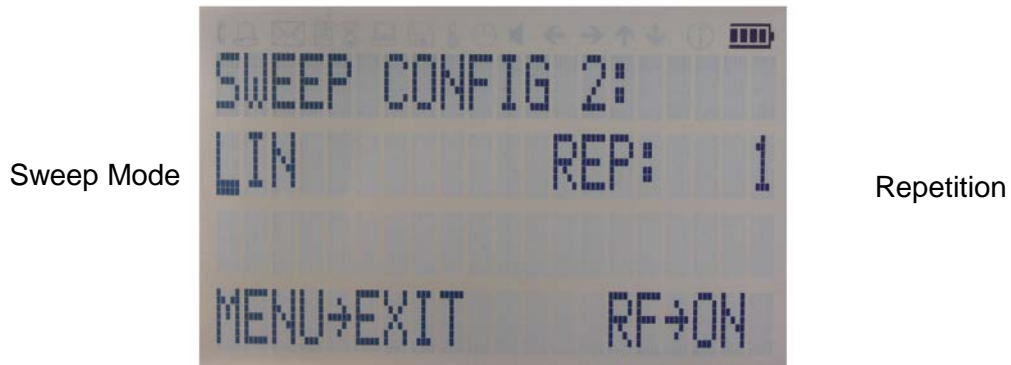 SWEEP CONFIG 2:
Sweep Mode LIN REP: 1 Repetition
MENU→EXIT RF→ON